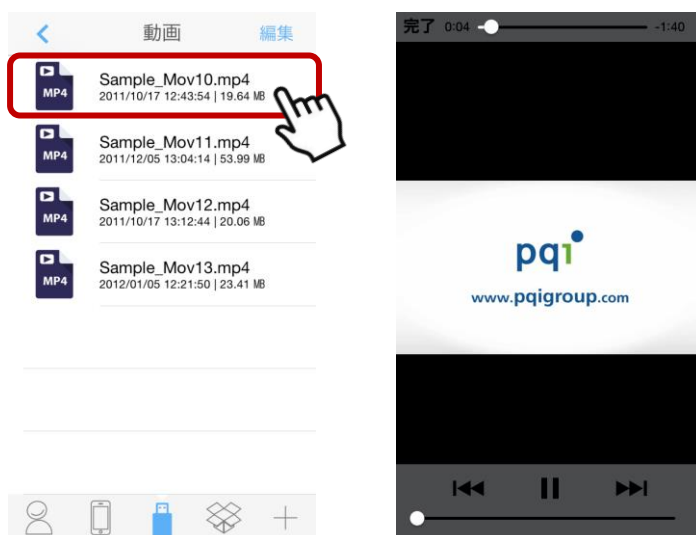 動画
編集
MP4
Sample_Mov10.mp4
2011/10/17 12:43:54 | 19.64 MB
MP4
Sample_Mov11.mp4
2011/12/05 13:04:14 | 53.99 MB
MP4
Sample_Mov12.mp4
2011/10/17 13:12:44 | 20.06 MB
MP4
Sample_Mov13.mp4
2012/01/05 12:21:50 | 23.41 MB
完了 0:04 -1:40
pqi
www.pqigroup.com